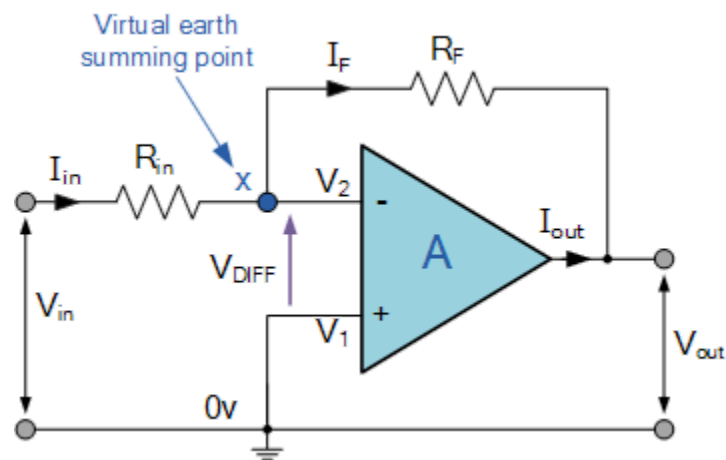 Virtual earth
summing point
I_F
R_F
I_in
R_in
X
V_2
-
A
I_out
V_DIFF
V_in
V_1
+
V_out
0v